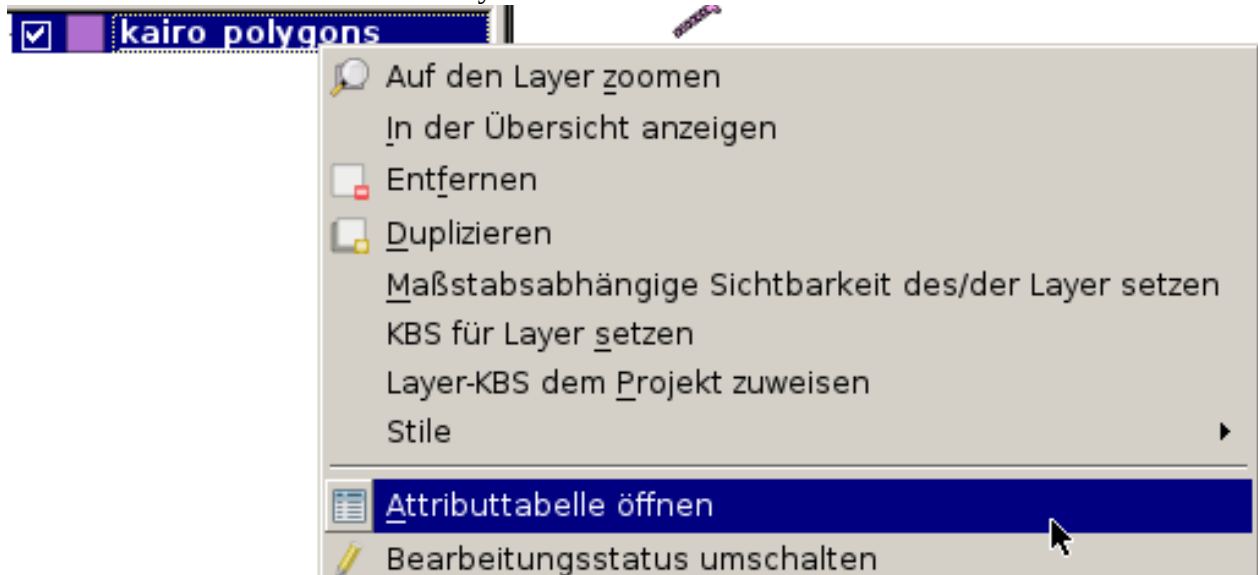 kairo polygons
Auf den Layer zoomen
In der Übersicht anzeigen
Entfernen
Duplizieren
Maßstabsabhängige Sichtbarkeit des/der Layer setzen
KBS für Layer setzen
Layer-KBS dem Projekt zuweisen
Stile
Attributtabelle öffnen
Bearbeitungsstatus umschalten